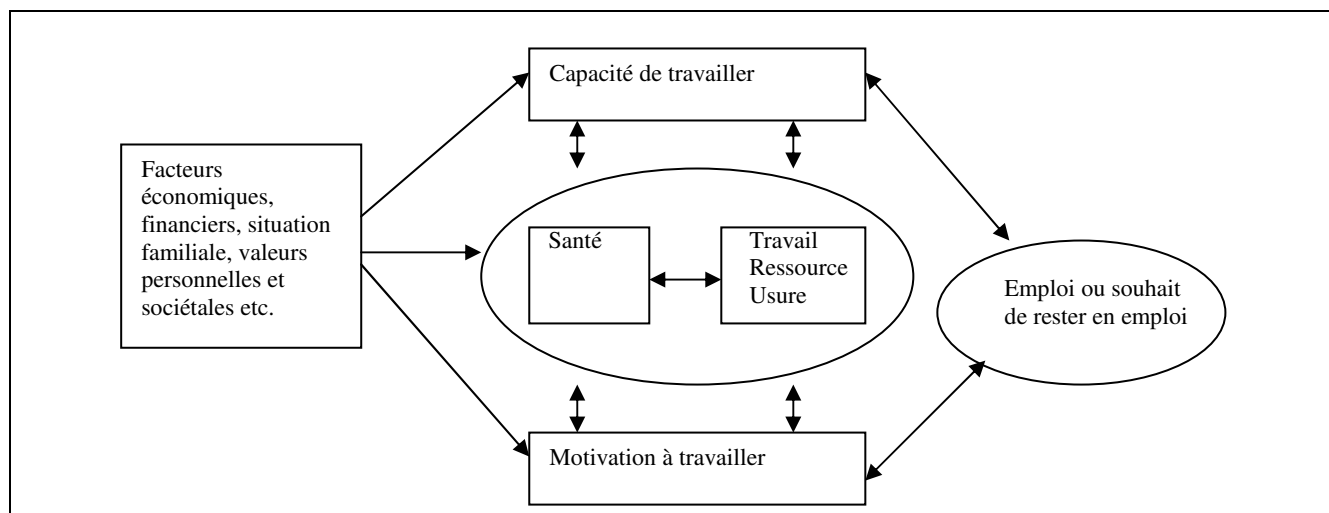 Capacité de travailler
Facteurs
économiques,
financiers, situation
familiale, valeurs
personnelles et
sociétales etc.
Santé
Travail
Ressource
Usure
Emploi ou souhait
de rester en emploi
Motivation à travailler